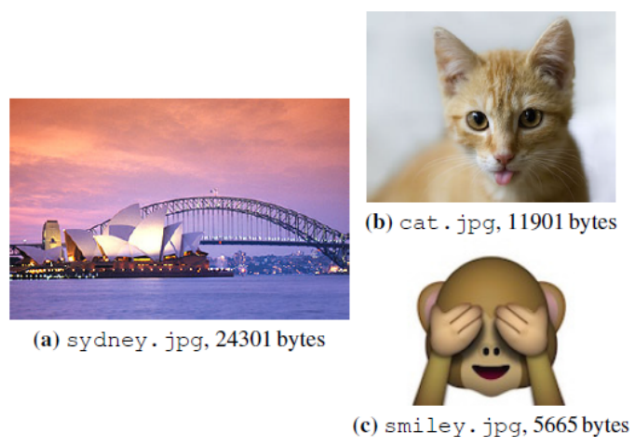 (a) sydney.jpg, 24301 bytes
(b) cat.jpg, 11901 bytes
(c) smiley.jpg, 5665 bytes